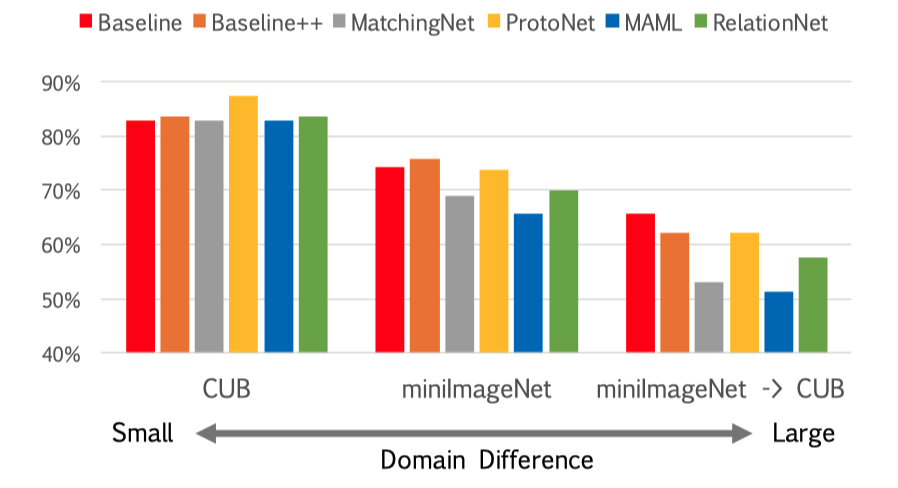 Baseline Baseline++ MatchingNet ProtoNet MAML RelationNet
90%
80%
70%
60%
50%
40%
CUB miniImageNet miniImageNet -> CUB
Small Large
Domain Difference